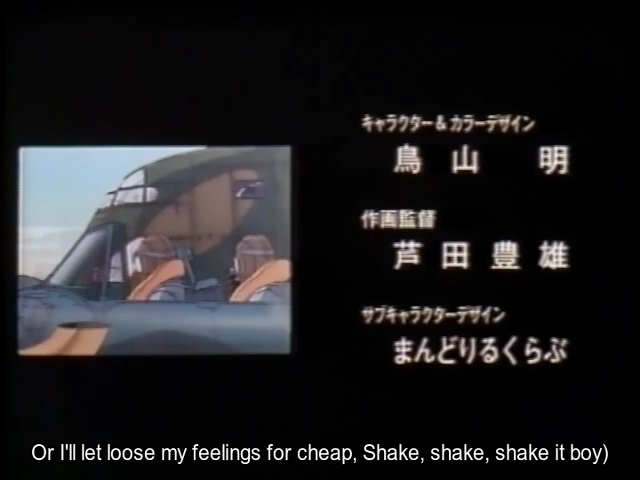 キャラクター&カラーデザイン
鳥山 明
作画監督
芦田豊雄
サブキャラクターデザイン
まんどりるくらぶ
Or I'll let loose my feelings for cheap, Shake, shake, shake it boy)